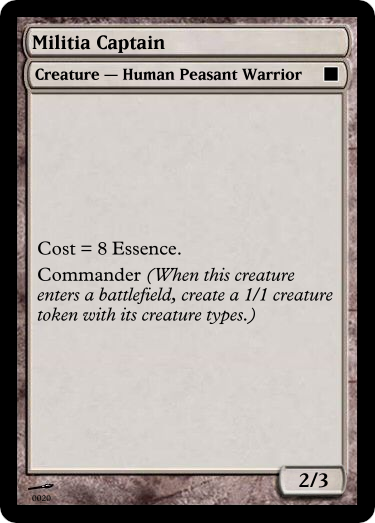 Militia Captain
Creature — Human Peasant Warrior
Cost = 8 Essence.
Commander (When this creature
enters a battlefield, create a 1/1 creature
token with its creature types.)
2/3
0020